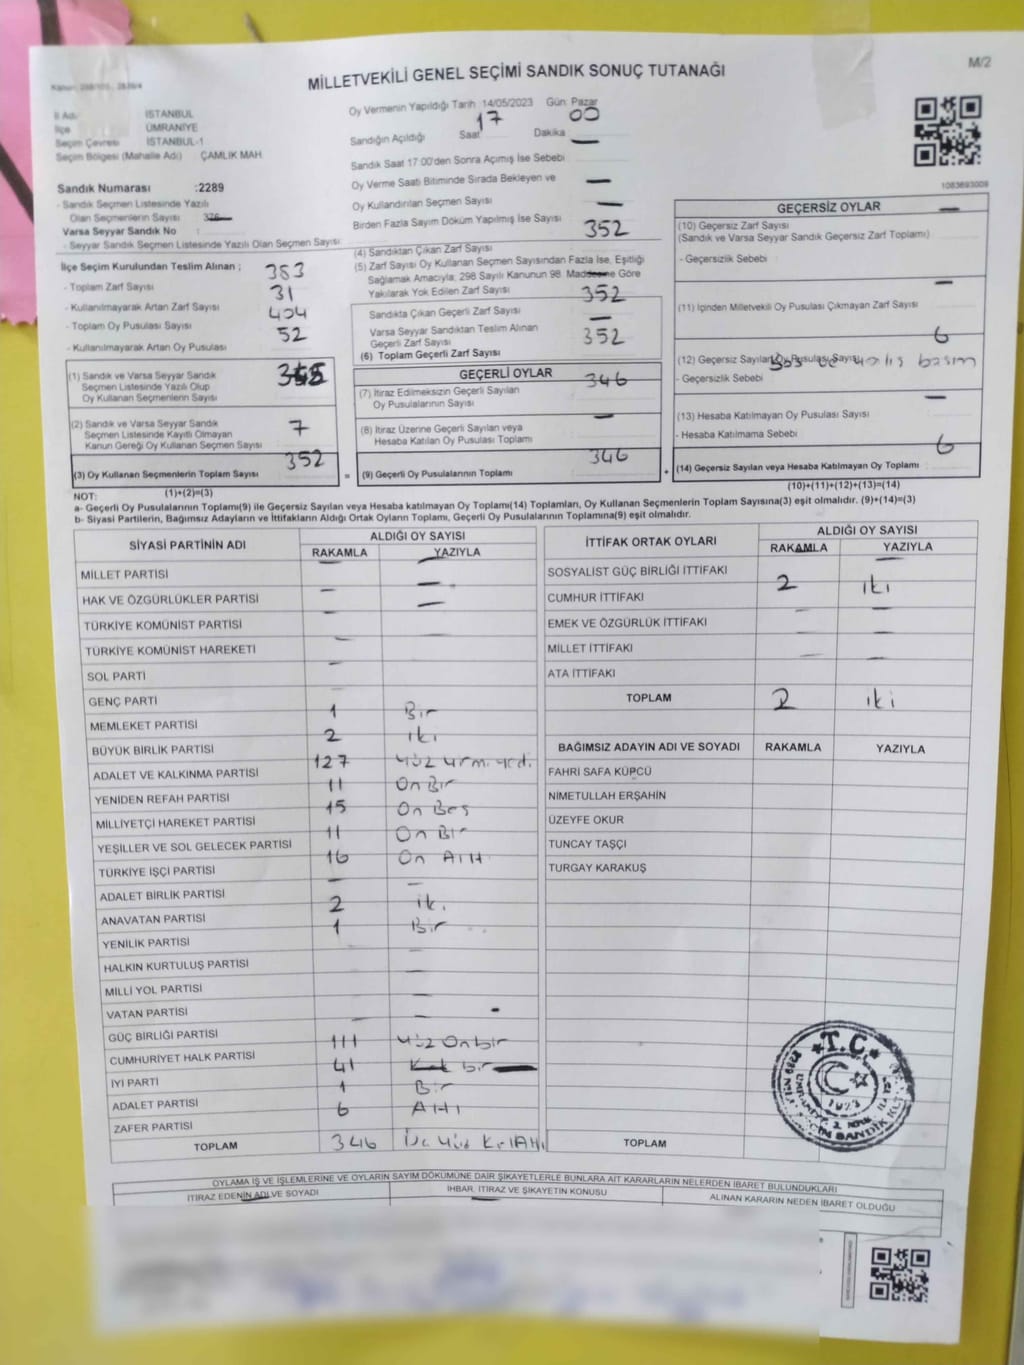 M/2
MİLLETVEKİLİ GENEL SEÇİMİ SANDIK SONUÇ TUTANAĞI
İl Adı İSTANBUL
İlçe ÜMRANİYE
Seçim Çevresi İSTANBUL-1
Seçim Bölgesi (Mahalle Adı) ÇAMLIK MAH.
Sandık Numarası :2289
- Sandık Seçmen Listesinde Yazılı
Olan Seçmenlerin Sayısı
Varsa Seyyar Sandık No :
- Seyyar Sandık Seçmen Listesinde Yazılı Olan Seçmen Sayısı:
İlçe Seçim Kurulundan Teslim Alınan ;
- Toplam Zarf Sayısı 383
- Kullanılmayarak Artan Zarf Sayısı 31
- Toplam Oy Pusulası Sayısı 404
- Kullanılmayarak Artan Oy Pusulası 52
(1) Sandık ve Varsa Seyyar Sandık
Seçmen Listesinde Yazılı Olup
Oy Kullanan Seçmenlerin Sayısı
(2) Sandık ve Varsa Seyyar Sandık
Seçmen Listesinde Kayıtlı Olmayan
Kanun Gereği Oy Kullanan Seçmen Sayısı 7
(3) Oy Kullanan Seçmenlerin Toplam Sayısı 352
(1)+(2)=(3)
Oy Vermenin Yapıldığı Tarih 14/05/2023 Gün Pazar
Sandığın Açıldığı Saat 17 Dakika 00
Sandık Saat 17:00'den Sonra Açımış İse Sebebi —
Oy Verme Saati Bitiminde Sırada Bekleyen ve
Oy Kullandırılan Seçmen Sayısı —
Birden Fazla Sayım Döküm Yapılmış İse Sayısı —
(4) Sandıktan Çıkan Zarf Sayısı 352
(5) Zarf Sayısı Oy Kullanan Seçmen Sayısından Fazla İse, Eşitliği
Sağlamak Amacıyla, 298 Sayılı Kanunun 98. Maddesine Göre
Yakılarak Yok Edilen Zarf Sayısı —
Sandıkta Çıkan Geçerli Zarf Sayısı 352
Varsa Seyyar Sandıktan Teslim Alınan
Geçerli Zarf Sayısı —
(6) Toplam Geçerli Zarf Sayısı 352
GEÇERLİ OYLAR
(7) İtiraz Edilmeksizin Geçerli Sayılan
Oy Pusulalarının Sayısı 346
(8) İtiraz Üzerine Geçerli Sayılan veya
Hesaba Katılan Oy Pusulası Toplamı —
= (9) Geçerli Oy Pusulalarının Toplamı 346 +
1083693009
GEÇERSİZ OYLAR
(10) Geçersiz Zarf Sayısı —
(Sandık ve Varsa Seyyar Sandık Geçersiz Zarf Toplamı)
- Geçersizlik Sebebi
(11) İçinden Milletvekili Oy Pusulası Çıkmayan Zarf Sayısı —
(12) Geçersiz Sayılan Oy Pusulası Sayısı 6
- Geçersizlik Sebebi
(13) Hesaba Katılmayan Oy Pusulası Sayısı —
- Hesaba Katılmama Sebebi
(14) Geçersiz Sayılan veya Hesaba Katılmayan Oy Toplamı 6
(10)+(11)+(12)+(13)=(14)
NOT:
a- Geçerli Oy Pusulalarının Toplamı(9) ile Geçersiz Sayılan veya Hesaba katılmayan Oy Toplamı(14) Toplamları, Oy Kullanan Seçmenlerin Toplam Sayısına(3) eşit olmalıdır. (9)+(14)=(3)
b- Siyasi Partilerin, Bağımsız Adayların ve İttifakların Aldığı Ortak Oyların Toplamı, Geçerli Oy Pusulalarının Toplamına(9) eşit olmalıdır.
SİYASİ PARTİNİN ADI ALDIĞI OY SAYISI
RAKAMLA YAZIYLA
MİLLET PARTİSİ — —
HAK VE ÖZGÜRLÜKLER PARTİSİ — —
TÜRKİYE KOMÜNİST PARTİSİ — —
TÜRKİYE KOMÜNİST HAREKETİ — —
SOL PARTİ —
GENÇ PARTİ —
MEMLEKET PARTİSİ 1 Bir
BÜYÜK BİRLİK PARTİSİ 2 iki
ADALET VE KALKINMA PARTİSİ 127 yüz yirmi yedi
YENİDEN REFAH PARTİSİ 11 On Bir
MİLLİYETÇİ HAREKET PARTİSİ 15 On Beş
YEŞİLLER VE SOL GELECEK PARTİSİ 11 On Bir
TÜRKİYE İŞÇİ PARTİSİ 16 On Altı
ADALET BİRLİK PARTİSİ — —
ANAVATAN PARTİSİ 2 iki
YENİLİK PARTİSİ 1 Bir
HALKIN KURTULUŞ PARTİSİ —
MİLLİ YOL PARTİSİ —
VATAN PARTİSİ —
GÜÇ BİRLİĞİ PARTİSİ — —
CUMHURİYET HALK PARTİSİ 111 yüz On bir
İYİ PARTİ 41 Kırk bir
ADALET PARTİSİ 1 Bir
ZAFER PARTİSİ 6 Altı
TOPLAM 346 Üç yüz Kırk Altı
İTTİFAK ORTAK OYLARI ALDIĞI OY SAYISI
RAKAMLA YAZIYLA
SOSYALİST GÜÇ BİRLİĞİ İTTİFAKI — —
CUMHUR İTTİFAKI 2 iki
EMEK VE ÖZGÜRLÜK İTTİFAKI — —
MİLLET İTTİFAKI — —
ATA İTTİFAKI — —
TOPLAM 2 iki
BAĞIMSIZ ADAYIN ADI VE SOYADI RAKAMLA YAZIYLA
FAHRİ SAFA KÜPCÜ
NİMETULLAH ERŞAHİN
ÜZEYFE OKUR
TUNCAY TAŞÇI
TURGAY KARAKUŞ
TOPLAM
T.C.
1923
OYLAMA İŞ VE İŞLEMLERİNE VE OYLARIN SAYIM DÖKÜMÜNE DAİR ŞİKAYETLERLE BUNLARA AİT KARARLARIN NELERDEN İBARET BULUNDUKLARI
İTİRAZ EDENİN ADI VE SOYADI İHBAR, İTİRAZ VE ŞİKAYETİN KONUSU ALINAN KARARIN NEDEN İBARET OLDUĞU